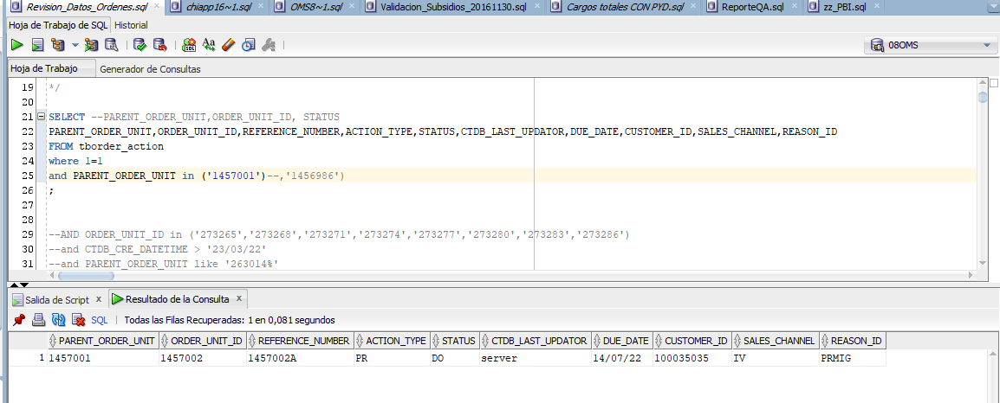 Revision_Datos_Ordenes.sql chiapp16~1.sql OMS8~1.sql Validacion_Subsidios_20161130.sql Cargos totales CON PYD.sql ReporteQA.sql zz_PBI.sql
Hoja de Trabajo de SQL Historial
08OMS
Hoja de Trabajo Generador de Consultas
19 */
20
21 SELECT --PARENT_ORDER_UNIT,ORDER_UNIT_ID, STATUS
22 PARENT_ORDER_UNIT,ORDER_UNIT_ID,REFERENCE_NUMBER,ACTION_TYPE,STATUS,CTDB_LAST_UPDATOR,DUE_DATE,CUSTOMER_ID,SALES_CHANNEL,REASON_ID
23 FROM tborder_action
24 where 1=1
25 and PARENT_ORDER_UNIT in ('1457001')--,'1456986')
26 ;
27
28
29 --AND ORDER_UNIT_ID in ('273265','273268','273271','273274','273277','273280','273283','273286')
30 --and CTDB_CRE_DATETIME > '23/03/22'
31 --and PARENT_ORDER_UNIT like '263014%'
Salida de Script x Resultado de la Consulta x
SQL | Todas las Filas Recuperadas: 1 en 0,081 segundos
PARENT_ORDER_UNIT ORDER_UNIT_ID REFERENCE_NUMBER ACTION_TYPE STATUS CTDB_LAST_UPDATOR DUE_DATE CUSTOMER_ID SALES_CHANNEL REASON_ID
1 1457001 1457002 1457002A PR DO server 14/07/22 100035035 IV PRMIG